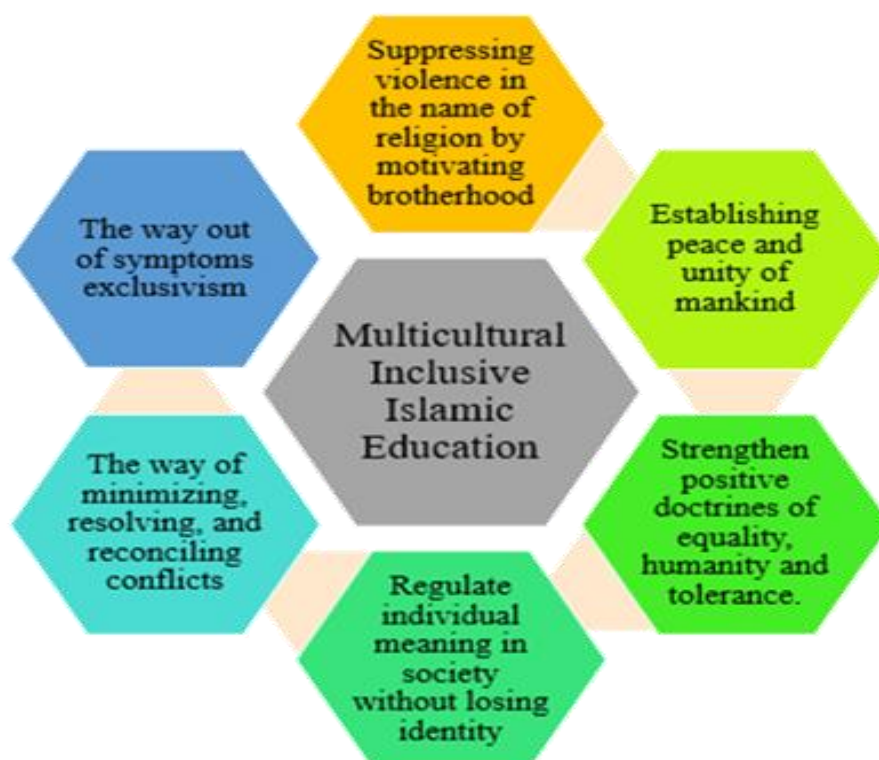 Suppressing
violence in
the name of
religion by
motivating
brotherhood
Establishing
peace and
unity of
mankind
Strengthen
positive
doctrines of
equality,
humanity and
tolerance.
Regulate
individual
meaning in
society
without losing
identity
The way of
minimizing,
resolving, and
reconciling
conflicts
The way out
of symptoms
exclusivism
Multicultural
Inclusive
Islamic
Education